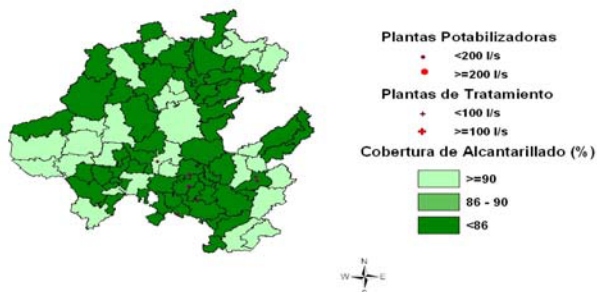 Plantas Potabilizadoras
<200 l/s
>=200 l/s
Plantas de Tratamiento
<100 l/s
>=100 l/s
Cobertura de Alcantarillado (%)
>=90
86 - 90
<86
N
W E